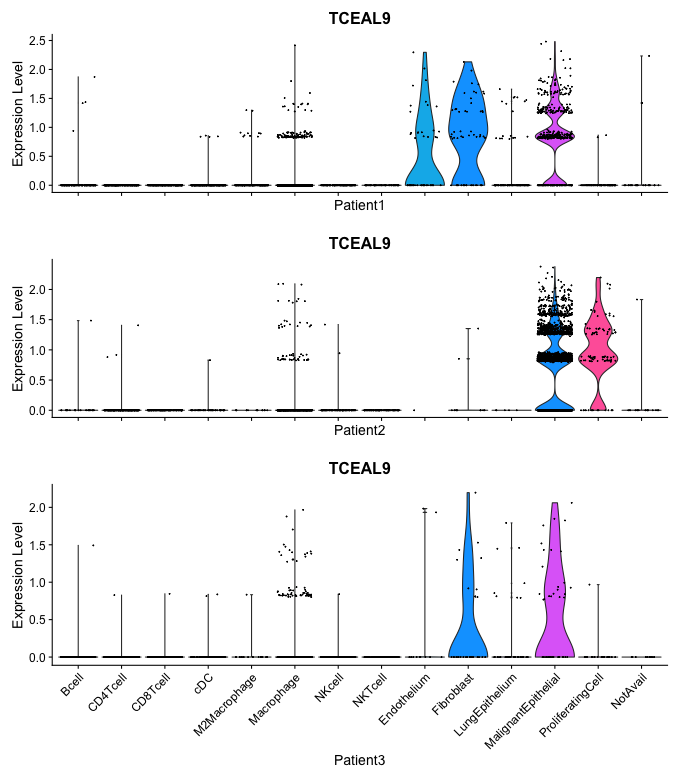 TCEAL9
Expression Level
2.5
2.0
1.5
1.0
0.5
0.0
Patient1
TCEAL9
Expression Level
2.0
1.5
1.0
0.5
0.0
Patient2
TCEAL9
Expression Level
2.0
1.5
1.0
0.5
0.0
Bcell
CD4Tcell
CD8Tcell
cDC
M2Macrophage
Macrophage
NKcell
NKTcell
Endothelium
Fibroblast
LungEpithelium
MalignantEpithelial
ProliferatingCell
NotAvail
Patient3